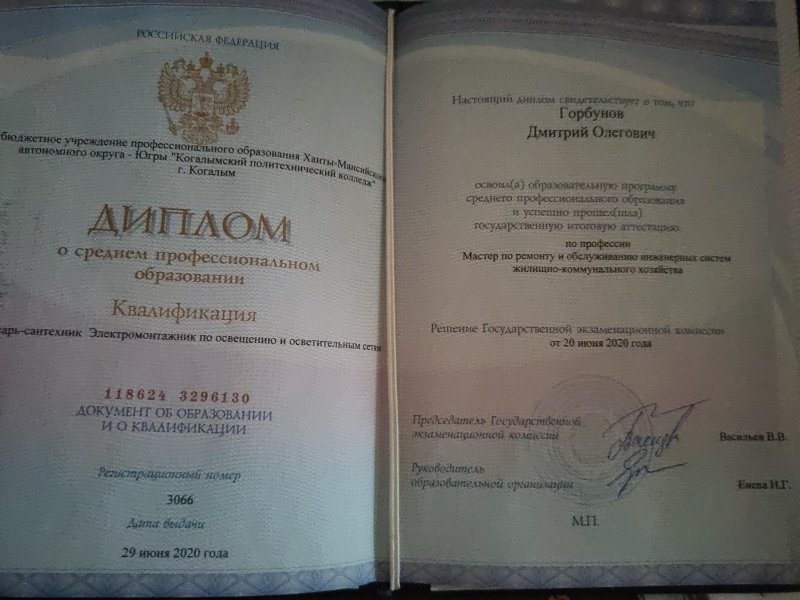 РОССИЙСКАЯ ФЕДЕРАЦИЯ
бюджетное учреждение профессионального образования Ханты-Мансийского
автономного округа - Югры "Когалымский политехнический колледж"
г. Когалым
ДИПЛОМ
о среднем профессиональном
образовании
Квалификация
сарь-сантехник Электромонтажник по освещению и осветительным сетям
118624 3296130
ДОКУМЕНТ ОБ ОБРАЗОВАНИИ
И О КВАЛИФИКАЦИИ
Регистрационный номер
3066
Дата выдачи
29 июня 2020 года
Настоящий диплом свидетельствует о том, что
Горбунов
Дмитрий Олегович
освоил(а) образовательную программу
среднего профессионального образования
и успешно прошел(шла)
государственную итоговую аттестацию
по профессии
Мастер по ремонту и обслуживанию инженерных систем
жилищно-коммунального хозяйства
Решение Государственной экзаменационной комиссии
от 20 июня 2020 года
Председатель Государственной
экзаменационной комиссии
Васильев В.В.
Руководитель
образовательной организации
Енева И.Г.
М.П.